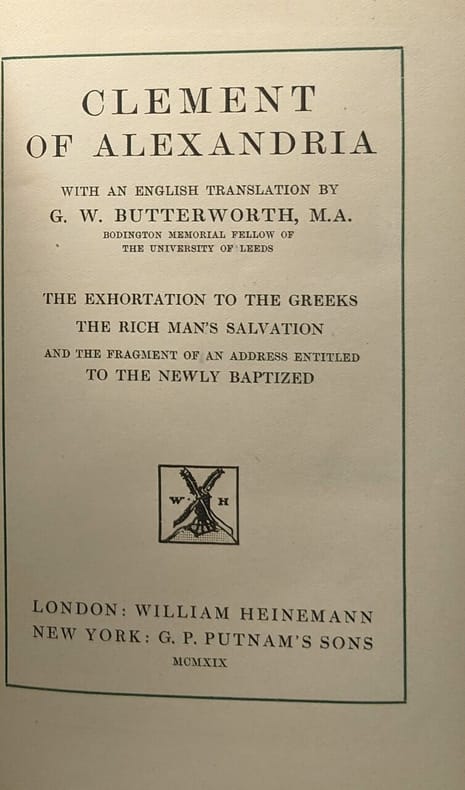 CLEMENT
OF ALEXANDRIA
WITH AN ENGLISH TRANSLATION BY
G. W. BUTTERWORTH, M.A.
BODINGTON MEMORIAL FELLOW OF
THE UNIVERSITY OF LEEDS
THE EXHORTATION TO THE GREEKS
THE RICH MAN'S SALVATION
AND THE FRAGMENT OF AN ADDRESS ENTITLED
TO THE NEWLY BAPTIZED
W H
LONDON: WILLIAM HEINEMANN
NEW YORK: G. P. PUTNAM'S SONS
MCMXIX